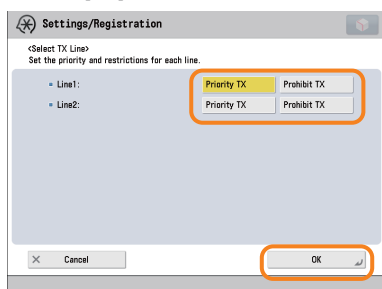 Settings/Registration
<Select TX Line>
Set the priority and restrictions for each line.
Line1: Priority TX Prohibit TX
Line2: Priority TX Prohibit TX
Cancel OK